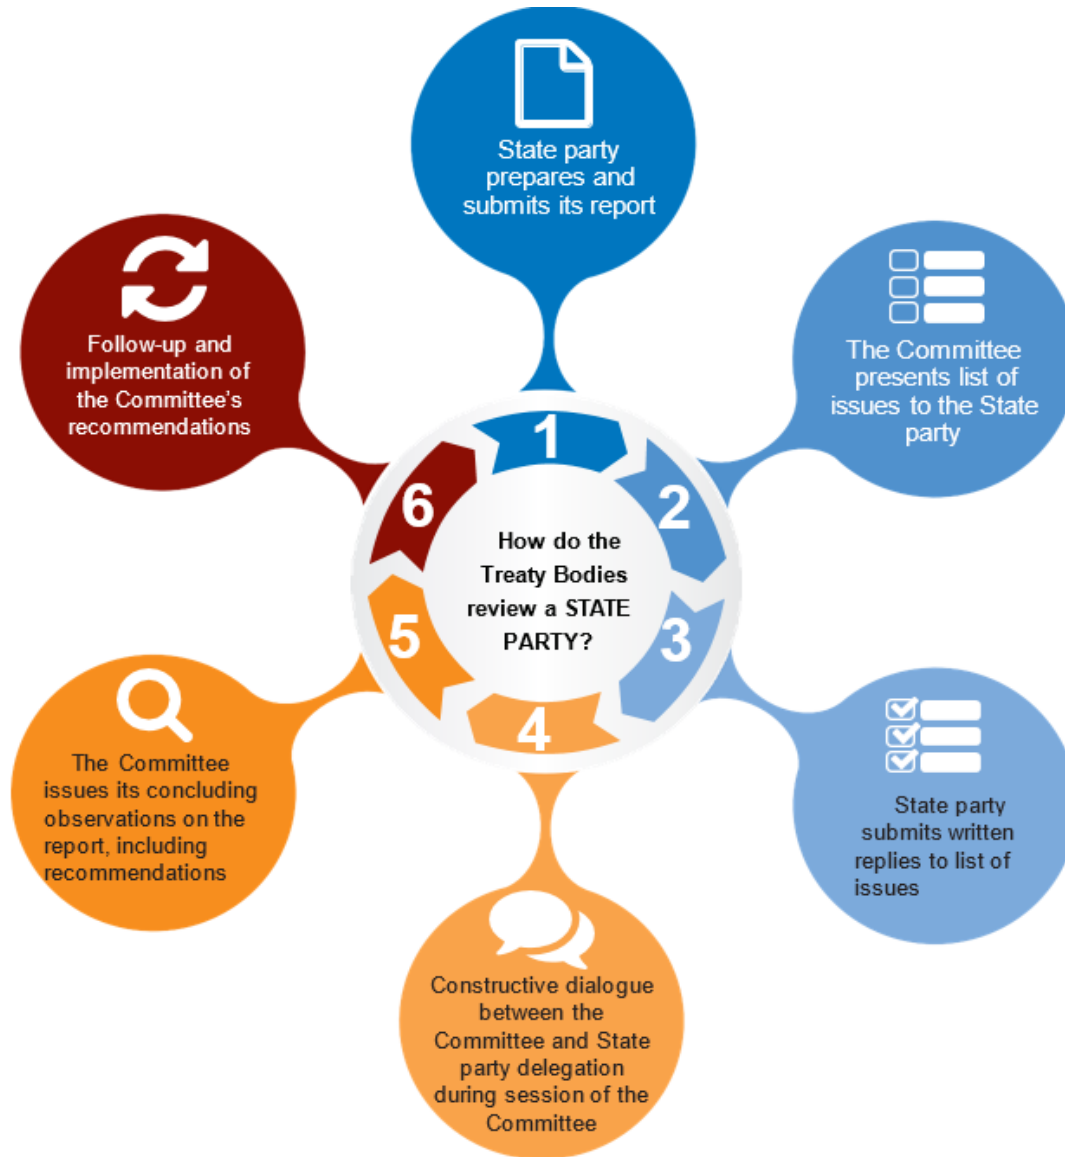 State party
prepares and
submits its report
The Committee
presents list of
issues to the State
party
State party
submits written
replies to list of
issues
Constructive dialogue
between the
Committee and State
party delegation
during session of the
Committee
The Committee
issues its concluding
observations on the
report, including
recommendations
Follow-up and
implementation of
the Committee's
recommendations
1
2
3
4
5
6
How do the
Treaty Bodies
review a STATE
PARTY?